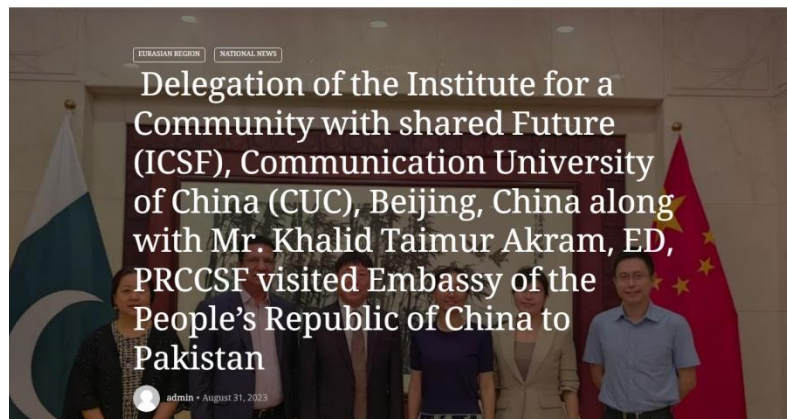 EURASIAN REGION NATIONAL NEWS
Delegation of the Institute for a
Community with shared Future
(ICSF), Communication University
of China (CUC), Beijing, China along
with Mr. Khalid Taimur Akram, ED,
PRCCSF visited Embassy of the
People’s Republic of China to
Pakistan
admin • August 31, 2023